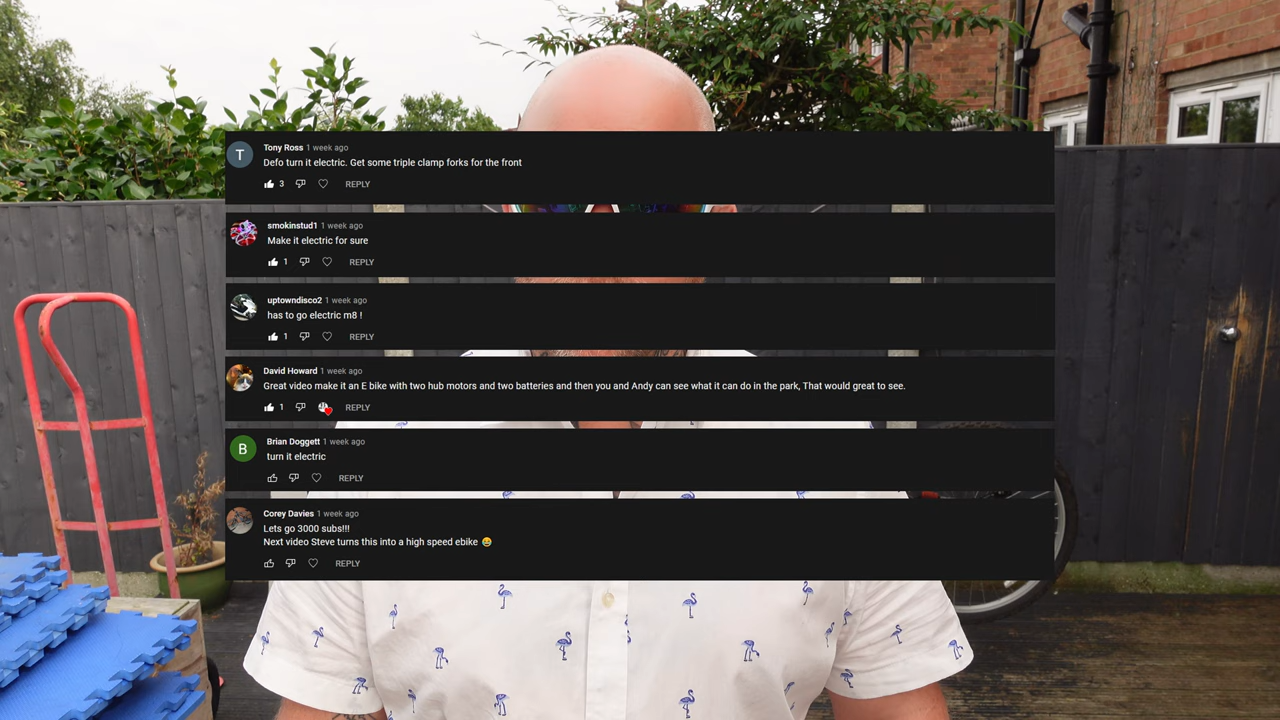 T
Tony Ross 1 week ago
Defo turn it electric. Get some triple clamp forks for the front
3 REPLY
smokinstud1 1 week ago
Make it electric for sure
1 REPLY
uptowndisco2 1 week ago
has to go electric m8 !
1 REPLY
David Howard 1 week ago
Great video make it an E bike with two hub motors and two batteries and then you and Andy can see what it can do in the park, That would great to see.
1 REPLY
B
Brian Doggett 1 week ago
turn it electric
REPLY
Corey Davies 1 week ago
Lets go 3000 subs!!!
Next video Steve turns this into a high speed ebike 😂
REPLY